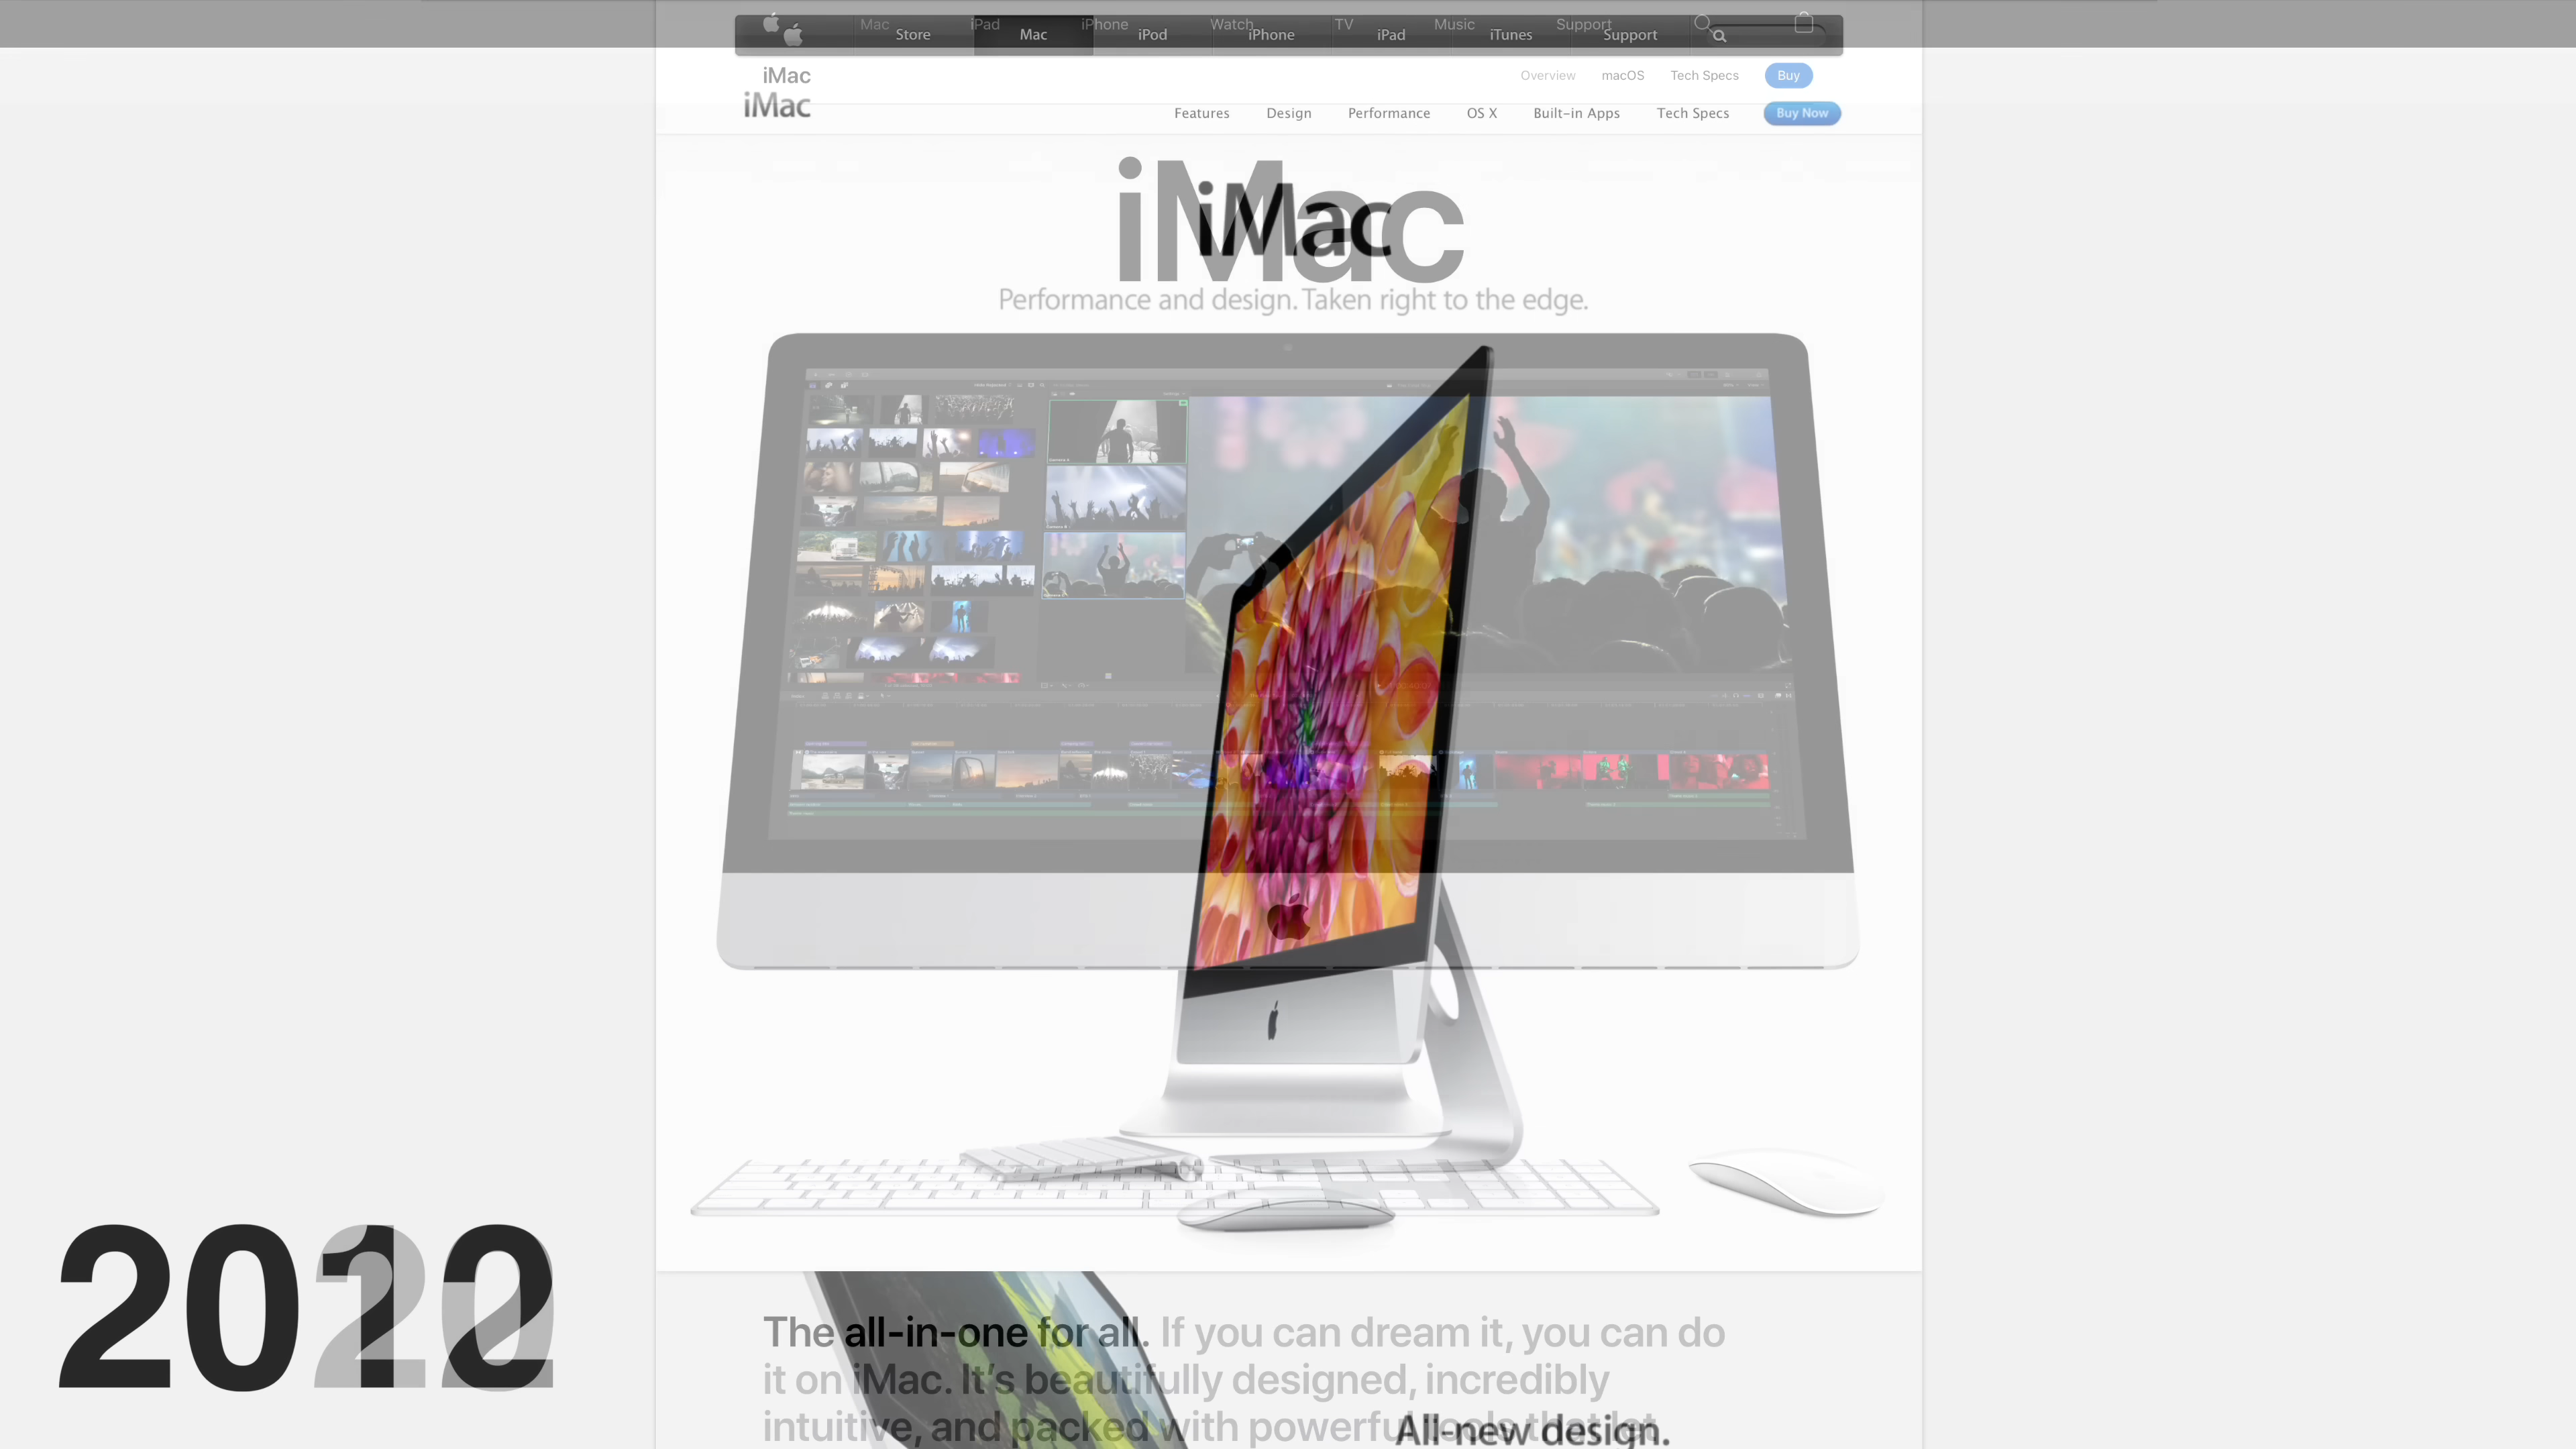 Mac iPad iPhone Watch TV Music Support
Store Mac iPod iPhone iPad iTunes Support
iMac
Overview macOS Tech Specs Buy
iMac
Features Design Performance OS X Built-in Apps Tech Specs Buy Now
iMac
iMac
Performance and design. Taken right to the edge.
2012
2020
The all-in-one for all. If you can dream it, you can do
it on iMac. It's beautifully designed, incredibly
intuitive, and packed with powerful tools that let
All-new design.